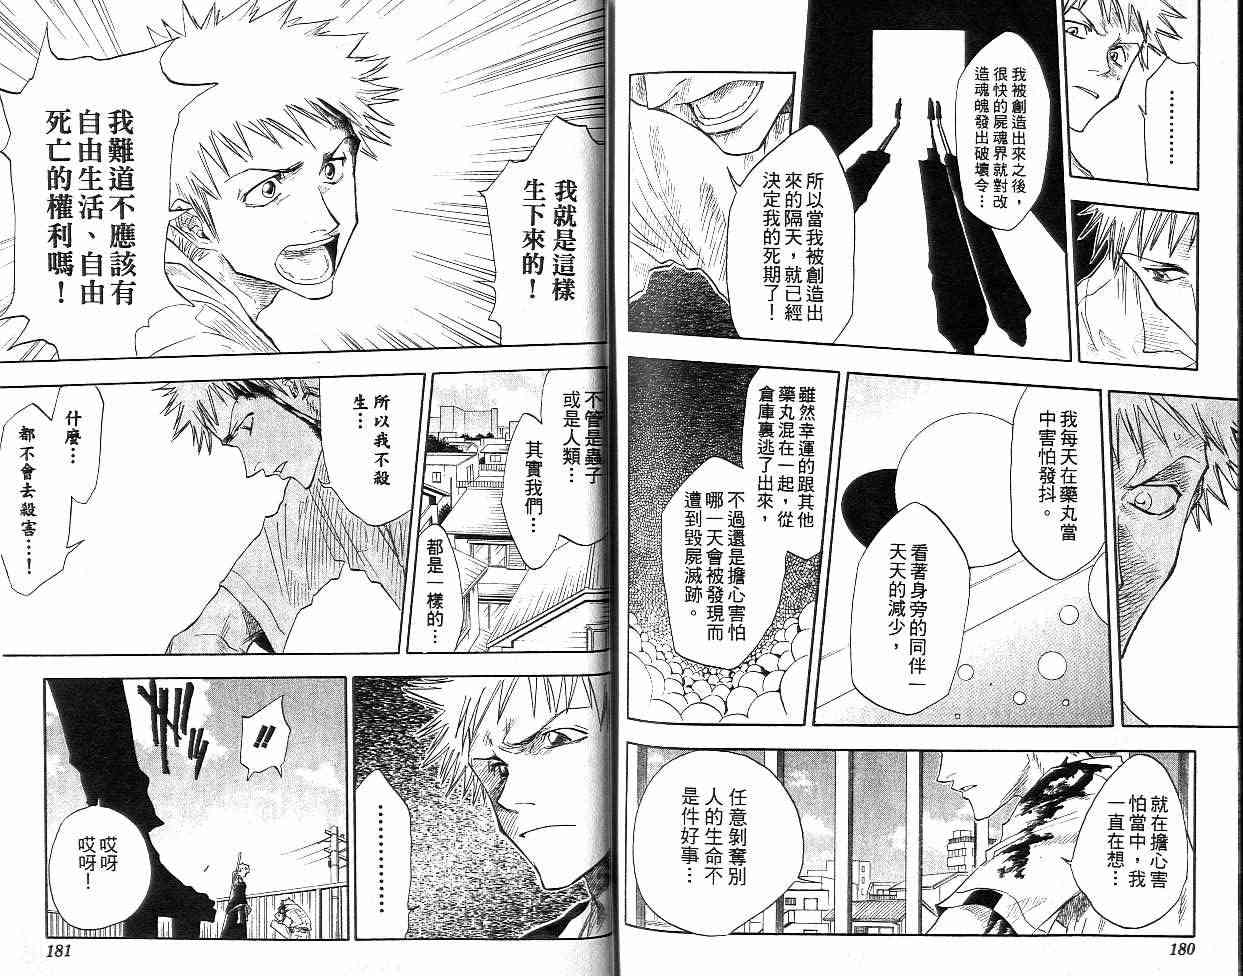 …………
我被創造出來之後，
很快的屍魂界就對改
造魂魄發出破壞令…
所以當我被創造出
來的隔天，就已經
決定我的死期了！
我每天在藥丸當
中害怕發抖。
看著身旁的同伴一
天天的減少，
雖然幸運的跟其他
藥丸混在一起，從
倉庫裏逃了出來，
不過還是擔心害怕
哪一天會被發現而
遭到毀屍滅跡。
就在擔心害
怕當中，我
一直在想…
任意剝奪別
人的生命不
是件好事…
180
我就是這樣
生下來的！
我難道不應該有
自由生活、自由
死亡的權利嗎！
不管是蟲子
或是人類…
其實我們…
都是一樣的…
所以我不殺
生…
什麼…
都不會去殺害……！
…………
!!
哎呀
哎呀！
181